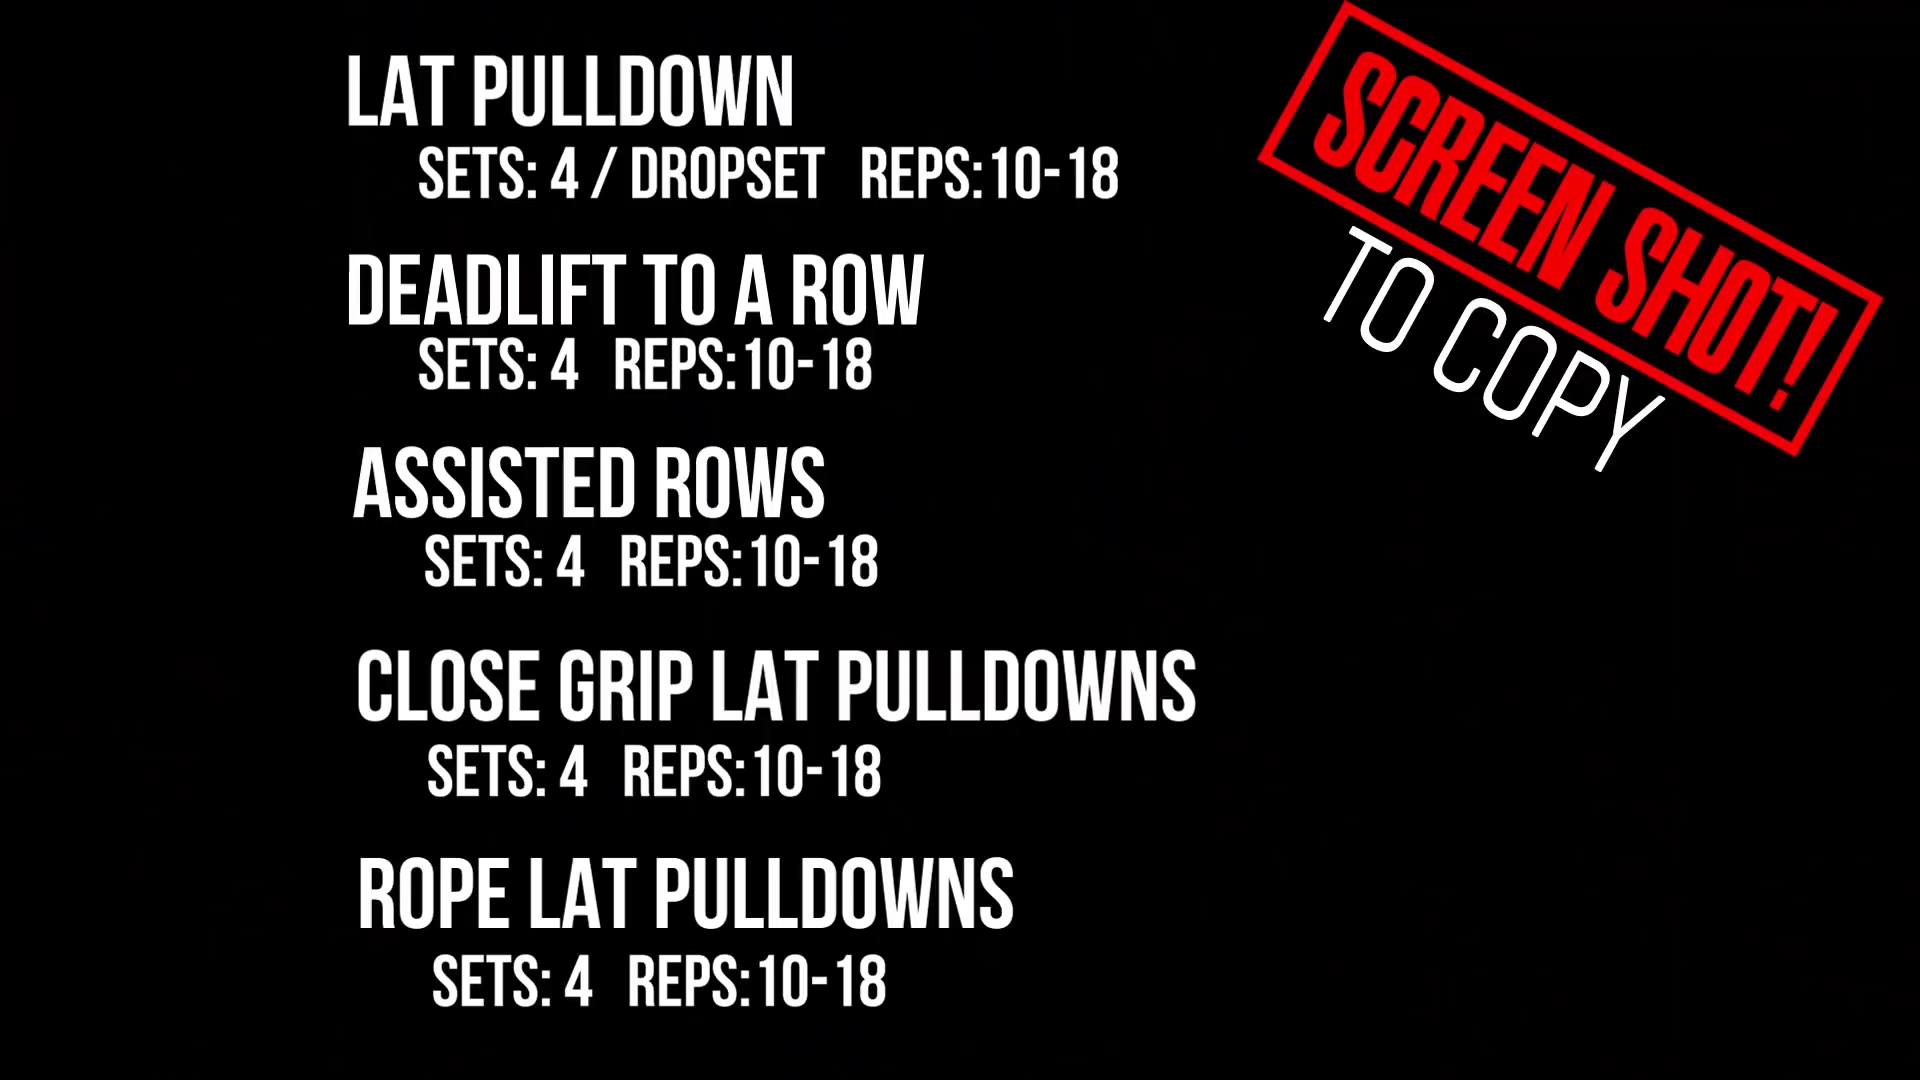 LAT PULLDOWN
SETS: 4 / DROPSET REPS:10-18
DEADLIFT TO A ROW
SETS: 4 REPS:10-18
ASSISTED ROWS
SETS: 4 REPS:10-18
CLOSE GRIP LAT PULLDOWNS
SETS: 4 REPS:10-18
ROPE LAT PULLDOWNS
SETS: 4 REPS:10-18
SCREEN SHOT!
TO COPY